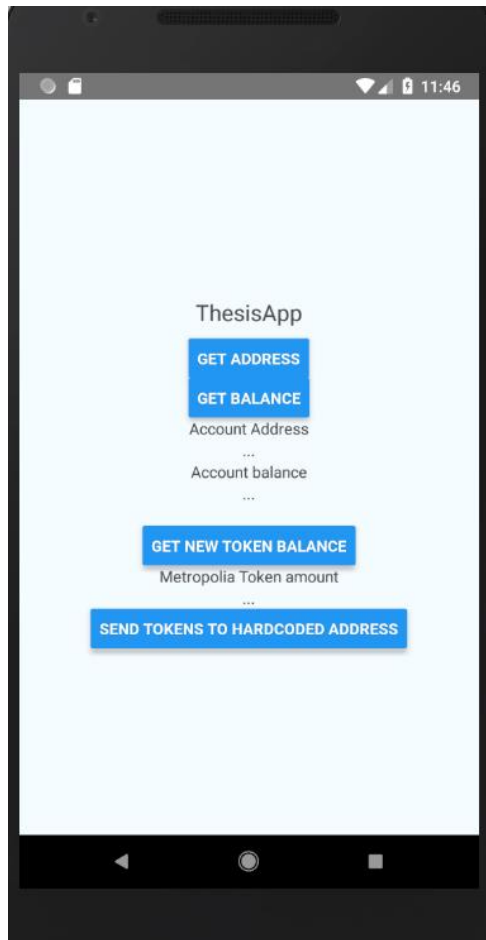 11:46
ThesisApp
GET ADDRESS
GET BALANCE
Account Address
...
Account balance
...
GET NEW TOKEN BALANCE
Metropolia Token amount
...
SEND TOKENS TO HARDCODED ADDRESS